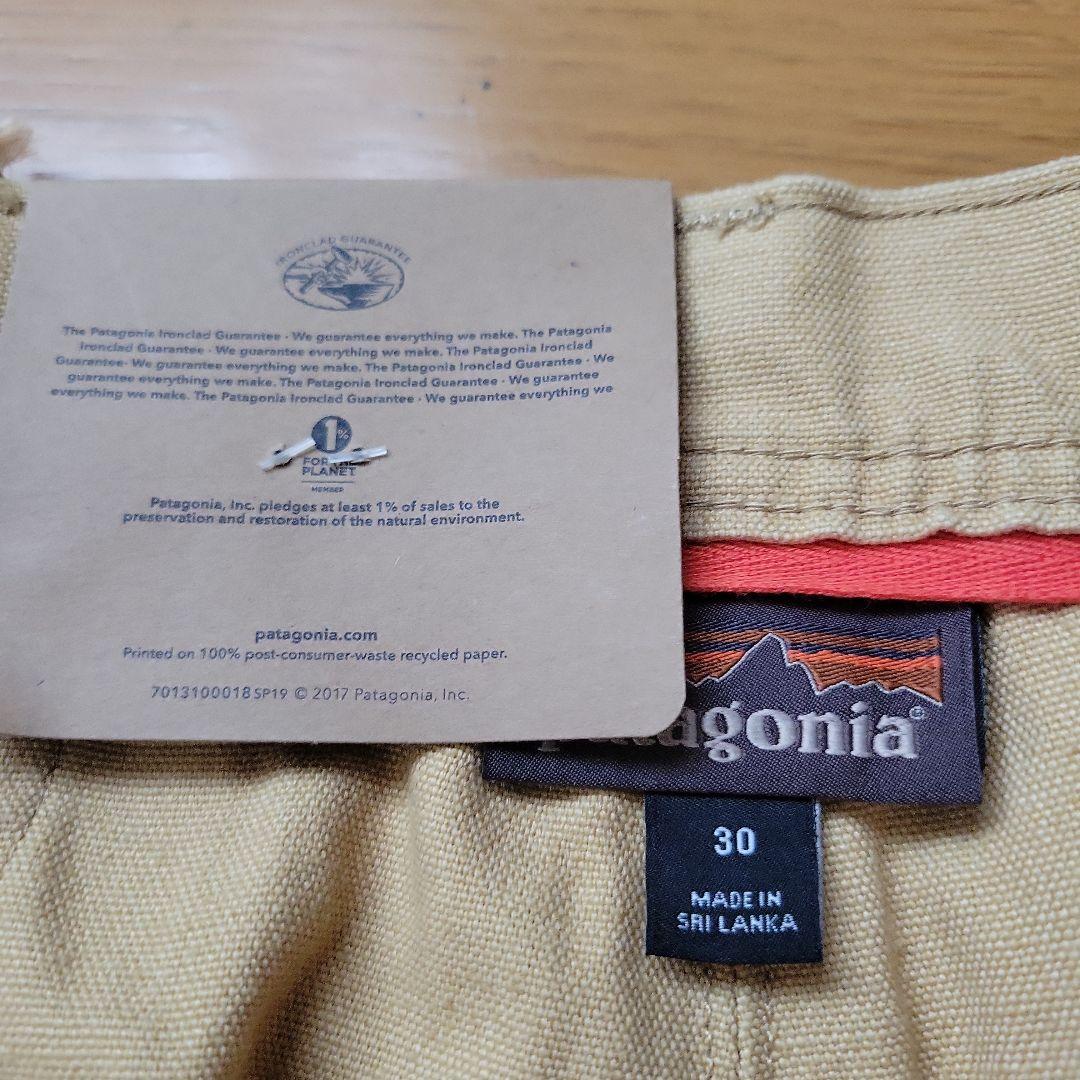 IRONCLAD GUARANTEE
The Patagonia Ironclad Guarantee · We guarantee everything we make. The Patagonia
Ironclad Guarantee · We guarantee everything we make. The Patagonia Ironclad
Guarantee · We guarantee everything we make. The Patagonia Ironclad Guarantee · We
guarantee everything we make. The Patagonia Ironclad Guarantee · We guarantee
everything we make. The Patagonia Ironclad Guarantee · We guarantee everything we
1%
FOR THE
PLANET
MEMBER
Patagonia, Inc. pledges at least 1% of sales to the
preservation and restoration of the natural environment.
patagonia.com
Printed on 100% post-consumer-waste recycled paper.
7013100018SP19 © 2017 Patagonia, Inc.
patagonia®
30
MADE IN
SRI LANKA